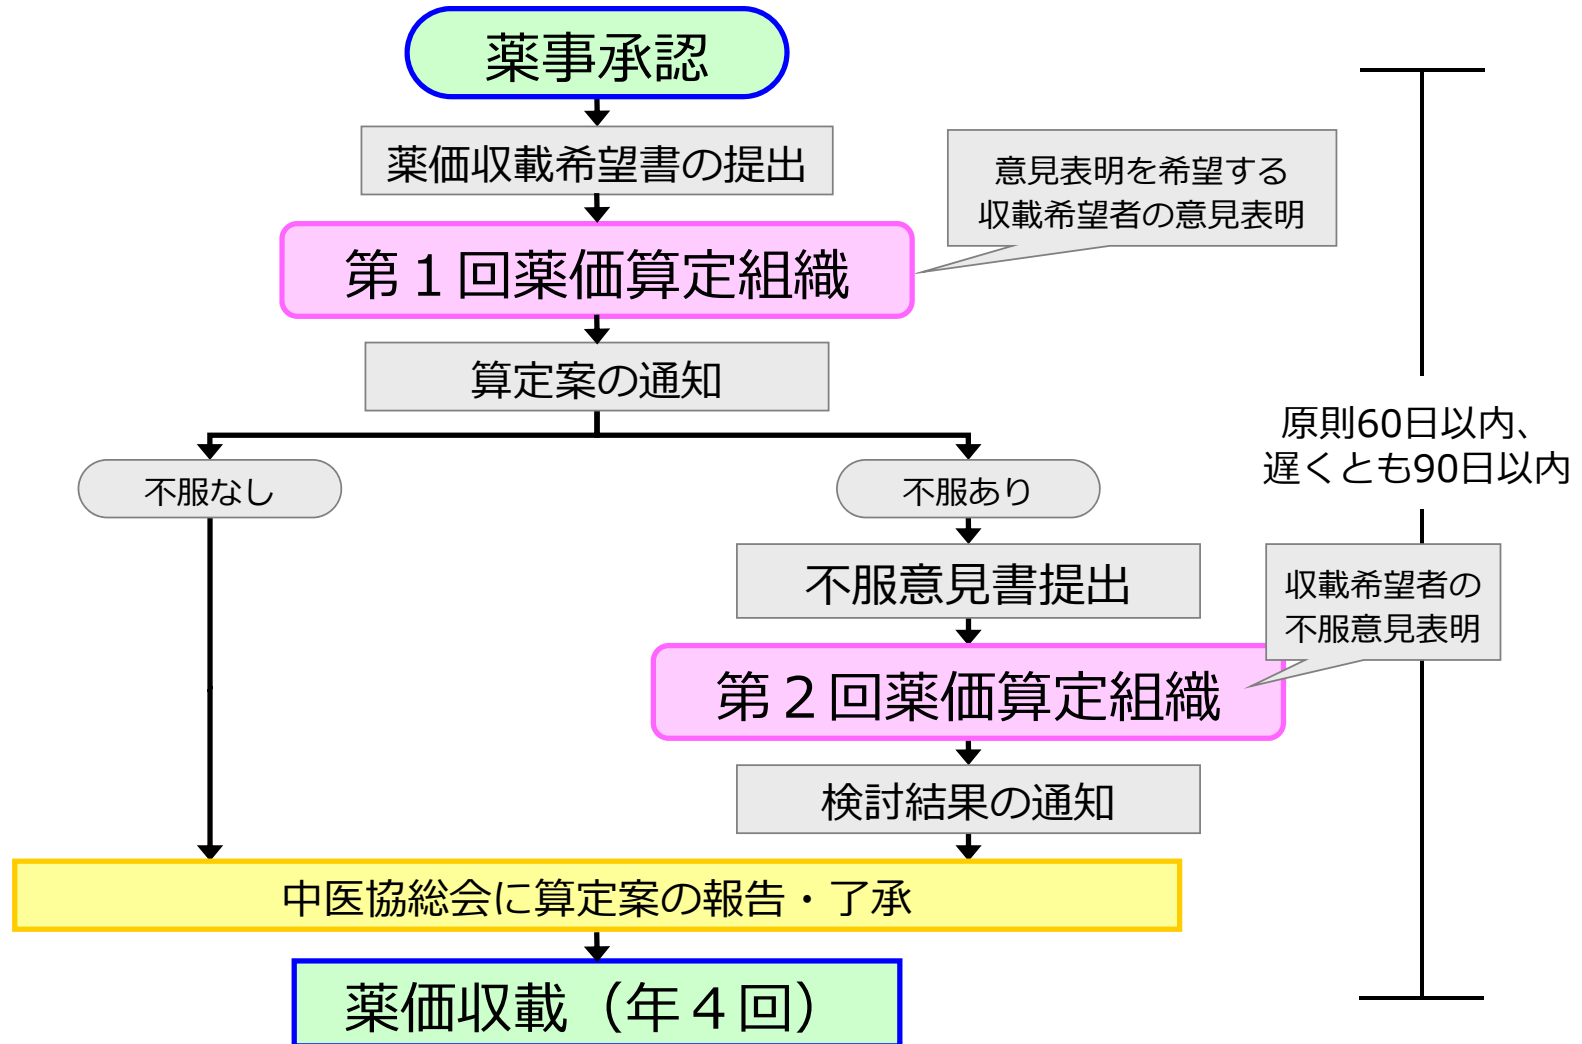 薬事承認
薬価収載希望書の提出
意見表明を希望する
収載希望者の意見表明
第１回薬価算定組織
算定案の通知
原則60日以内、
遅くとも90日以内
不服なし
不服あり
不服意見書提出
収載希望者の
不服意見表明
第２回薬価算定組織
検討結果の通知
中医協総会に算定案の報告・了承
薬価収載（年４回）